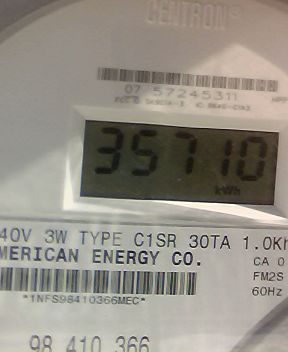 CENTRON®
07 57245311
35710
kWh
40V 3W TYPE C1SR 30TA 1.0Kh
MERICAN ENERGY CO.
CA 0
FM2S
60Hz
*1NFS98410366MEC*
98 410 366